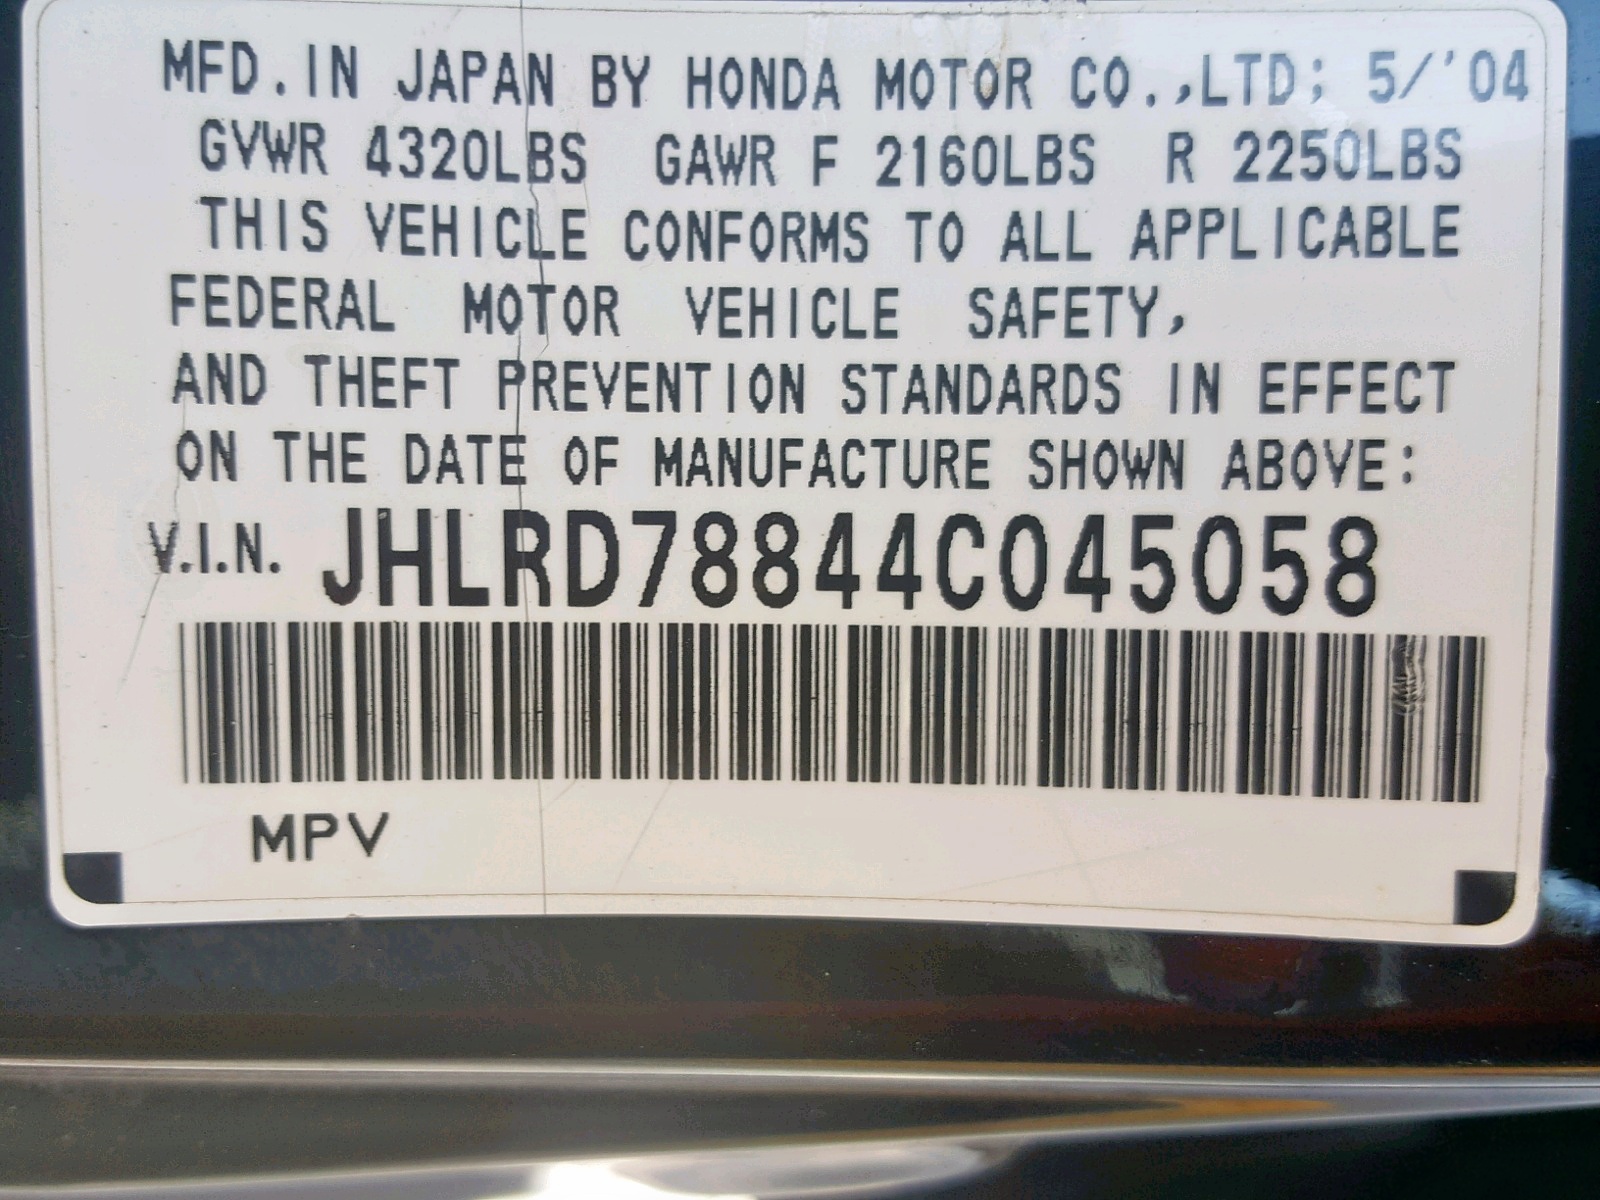 MFD. IN JAPAN BY HONDA MOTOR CO.,LTD; 5/'04
GVWR 4320LBS GAWR F 2160LBS R 2250LBS
THIS VEHICLE CONFORMS TO ALL APPLICABLE
FEDERAL MOTOR VEHICLE SAFETY,
AND THEFT PREVENTION STANDARDS IN EFFECT
ON THE DATE OF MANUFACTURE SHOWN ABOVE:
V.I.N. JHLRD78844C045058
MPV